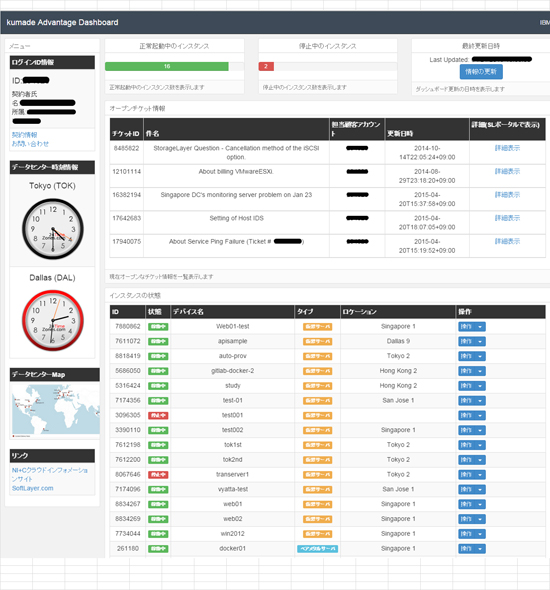 kumade Advantage Dashboard
IBM
メニュー
ログインID情報
ID:
契約者氏
名
所属
契約情報
お問い合わせ
データセンター時刻情報
Tokyo (TOK)
24 Time
Zones.com
Dallas (DAL)
24 Time
Zones.com
データセンターMap
リンク
NI+Cクラウドインフォメーションサイト
SoftLayer.com
正常起動中のインスタンス
16
正常起動中のインスタンス数を表示します
停止中のインスタンス
2
停止中のインスタンス数を表示します
最終更新日時
Last Updated:
情報の更新
ダッシュボード更新の日時を表示します
オープンチケット情報
チケットID 件名 担当顧客アカウント 更新日時 詳細(SLポータルで表示)
8485822 StorageLayer Question - Cancellation method of the iSCSI option. 2014-10-14T22:05:24+09:00 詳細表示
12101114 About billing VMwareESXi. 2014-08-29T23:18:20+09:00 詳細表示
16382194 Singapore DC's monitoring server problem on Jan 23 2015-04-20T15:37:58+09:00 詳細表示
17642683 Setting of Host IDS 2015-04-20T16:07:05+09:00 詳細表示
17940075 About Service Ping Failure (Ticket # ) 2015-04-20T15:19:52+09:00 詳細表示
現在オープンなチケット情報を一覧表示します
インスタンスの状態
ID 状態 デバイス名 タイプ ロケーション 操作
7880862 稼動中 Web01-test 仮想サーバ Singapore 1 操作
7611072 稼動中 apisample 仮想サーバ Dallas 9 操作
8818419 稼動中 auto-prov 仮想サーバ Tokyo 2 操作
5686050 稼動中 gitlab-docker-2 仮想サーバ Hong Kong 2 操作
5316424 稼動中 study 仮想サーバ Hong Kong 2 操作
7174356 稼動中 test-01 仮想サーバ San Jose 1 操作
3096305 停止中 test001 仮想サーバ 操作
3390110 稼動中 test002 仮想サーバ Singapore 1 操作
7612198 稼動中 tok1st 仮想サーバ Tokyo 2 操作
7612200 稼動中 tok2nd 仮想サーバ Tokyo 2 操作
8067646 停止中 transerver1 仮想サーバ Tokyo 2 操作
7174096 稼動中 vyatta-test 仮想サーバ San Jose 1 操作
8834267 稼動中 web01 仮想サーバ Singapore 1 操作
8834269 稼動中 web02 仮想サーバ Singapore 1 操作
7734044 稼動中 win2012 仮想サーバ Singapore 1 操作
261180 稼動中 docker01 ベアメタルサーバ Singapore 1 操作